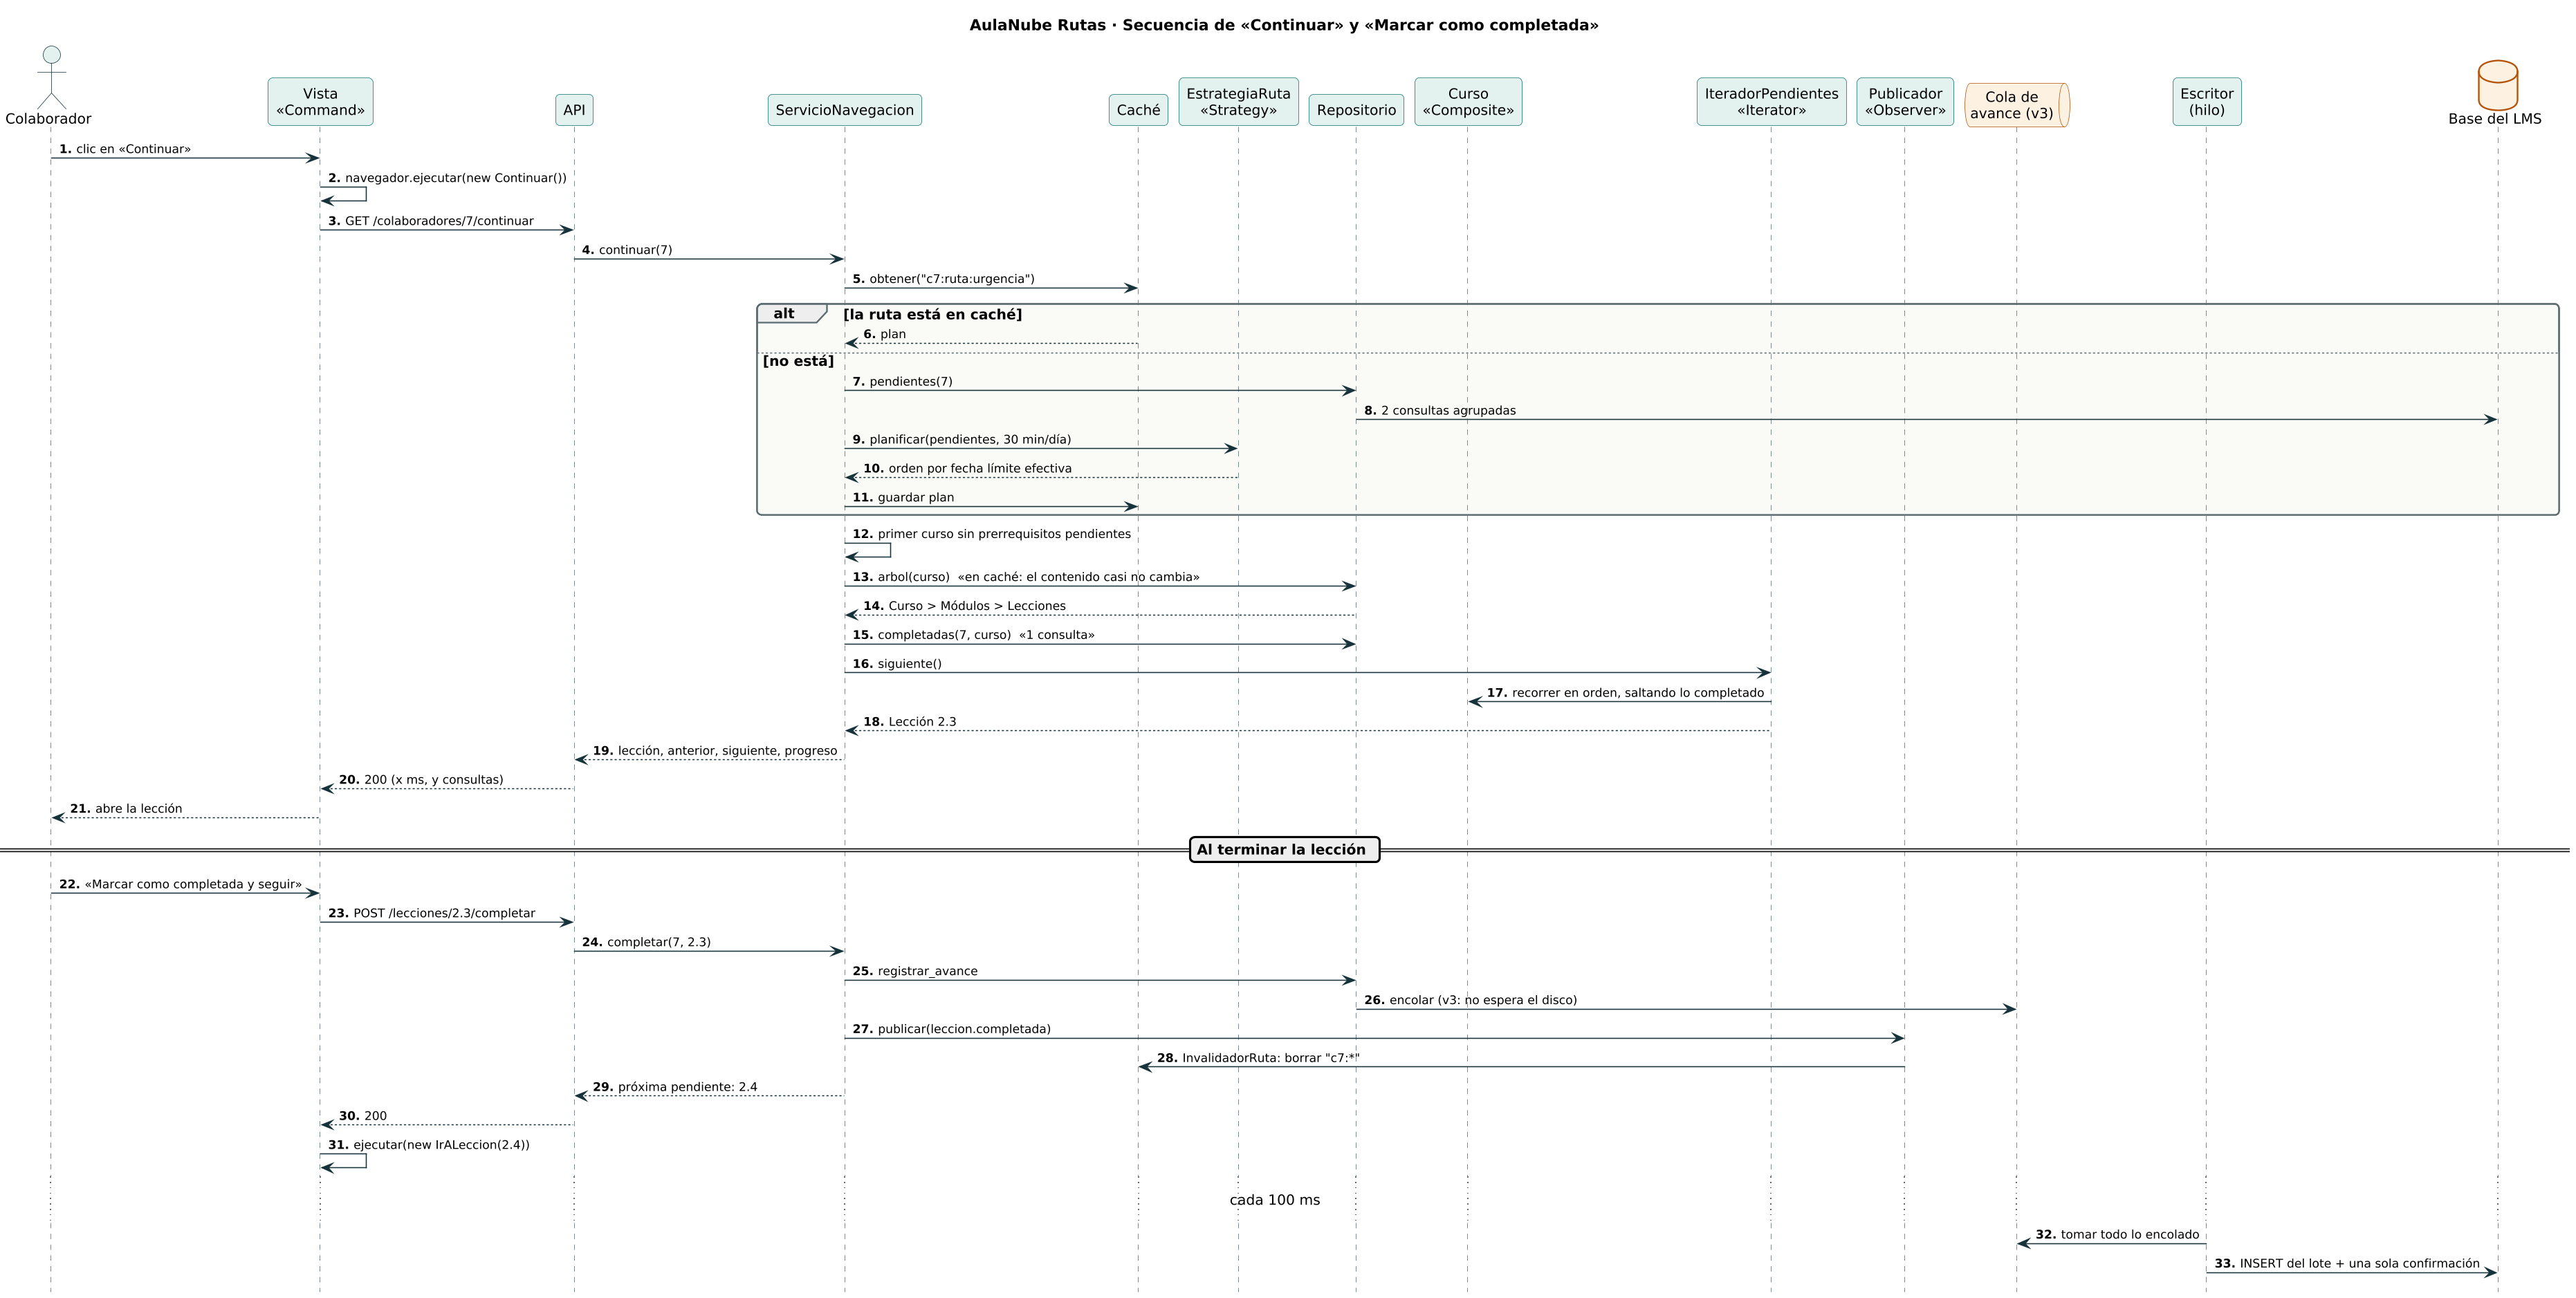 AulaNube Rutas · Secuencia de «Continuar» y «Marcar como completada»
Colaborador
Vista
«Command»
API
ServicioNavegacion
Caché
EstrategiaRuta
«Strategy»
Repositorio
Curso
«Composite»
IteradorPendientes
«Iterator»
Publicador
«Observer»
Cola de
avance (v3)
Escritor
(hilo)
Base del LMS
1. clic en «Continuar»
2. navegador.ejecutar(new Continuar())
3. GET /colaboradores/7/continuar
4. continuar(7)
5. obtener("c7:ruta:urgencia")
alt [la ruta está en caché]
6. plan
[no está]
7. pendientes(7)
8. 2 consultas agrupadas
9. planificar(pendientes, 30 min/día)
10. orden por fecha límite efectiva
11. guardar plan
12. primer curso sin prerrequisitos pendientes
13. arbol(curso) «en caché: el contenido casi no cambia»
14. Curso > Módulos > Lecciones
15. completadas(7, curso) «1 consulta»
16. siguiente()
17. recorrer en orden, saltando lo completado
18. Lección 2.3
19. lección, anterior, siguiente, progreso
20. 200 (x ms, y consultas)
21. abre la lección
Al terminar la lección
22. «Marcar como completada y seguir»
23. POST /lecciones/2.3/completar
24. completar(7, 2.3)
25. registrar_avance
26. encolar (v3: no espera el disco)
27. publicar(leccion.completada)
28. InvalidadorRuta: borrar "c7:*"
29. próxima pendiente: 2.4
30. 200
31. ejecutar(new IrALeccion(2.4))
cada 100 ms
32. tomar todo lo encolado
33. INSERT del lote + una sola confirmación